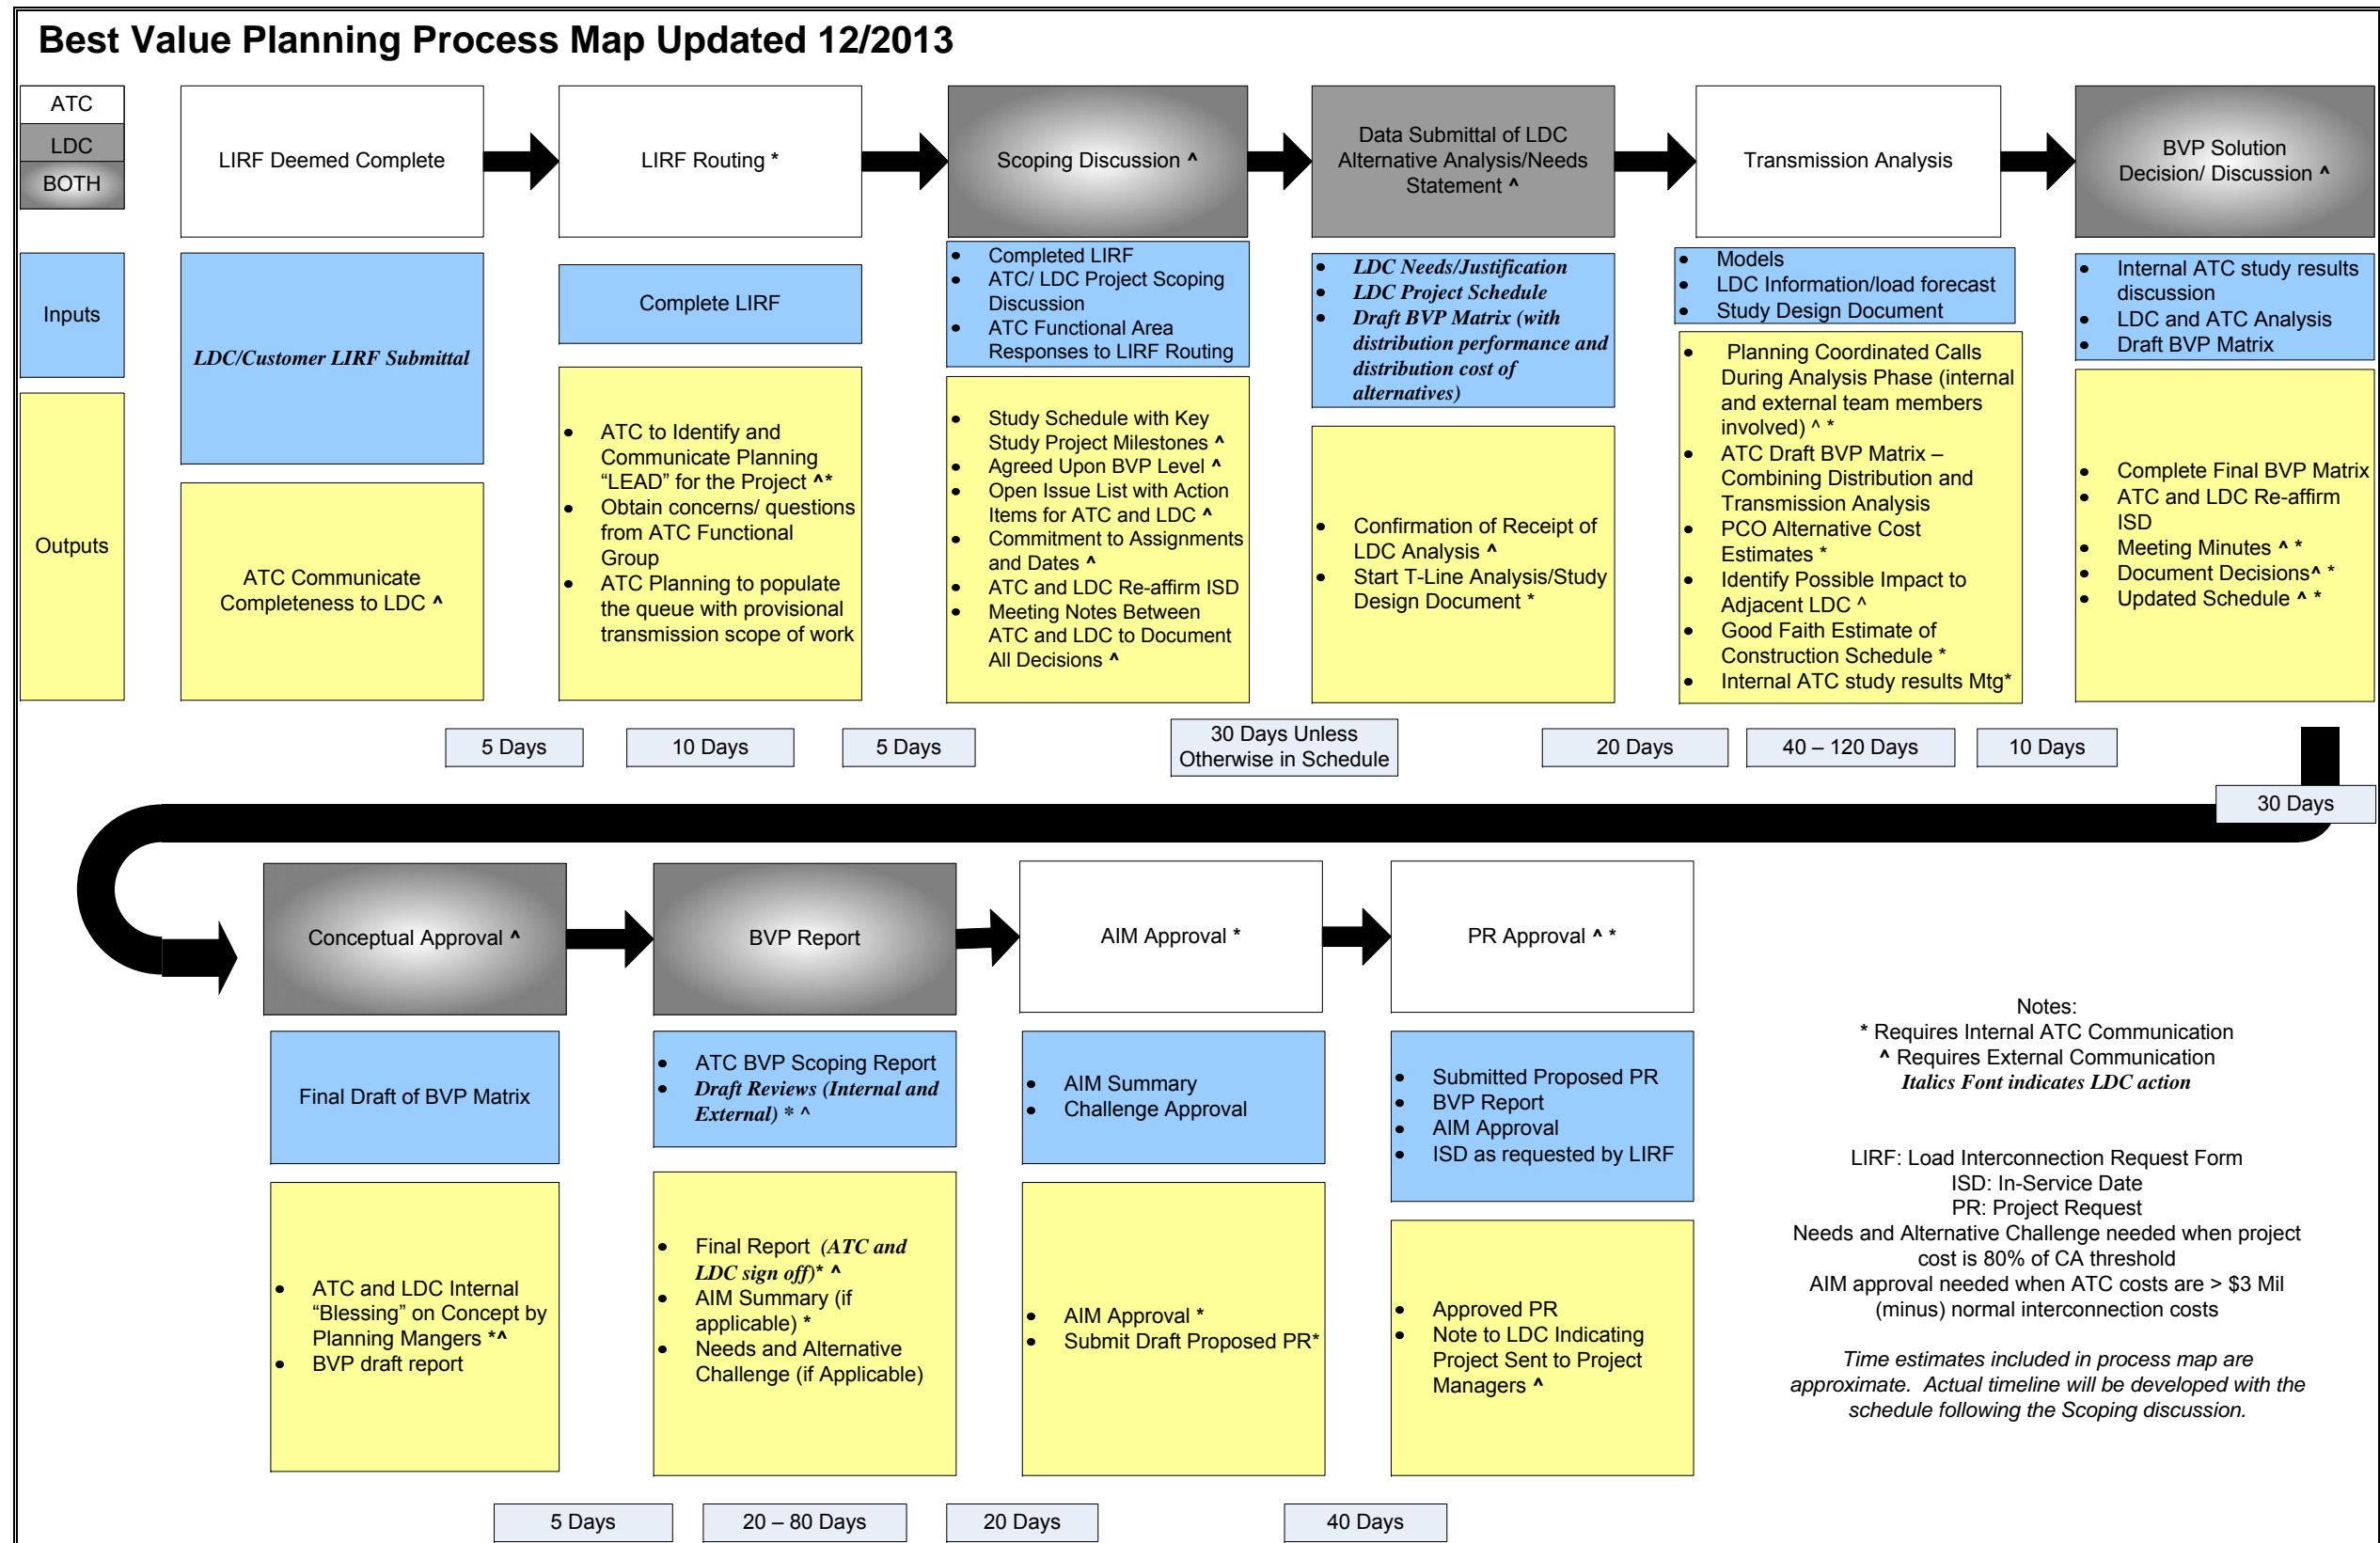 Best Value Planning Process Map Updated 12/2013
ATC
LDC
BOTH
LIRF Deemed Complete
LIRF Routing *
Scoping Discussion ^
Data Submittal of LDC
Alternative Analysis/Needs
Statement ^
Transmission Analysis
BVP Solution
Decision/ Discussion ^
Inputs
LDC/Customer LIRF Submittal
Complete LIRF
• Completed LIRF
• ATC/ LDC Project Scoping
Discussion
• ATC Functional Area
Responses to LIRF Routing
• LDC Needs/Justification
• LDC Project Schedule
• Draft BVP Matrix (with
distribution performance and
distribution cost of
alternatives)
• Models
• LDC Information/load forecast
• Study Design Document
• Internal ATC study results
discussion
• LDC and ATC Analysis
• Draft BVP Matrix
Outputs
ATC Communicate
Completeness to LDC ^
• ATC to Identify and
Communicate Planning
“LEAD” for the Project ^*
• Obtain concerns/ questions
from ATC Functional
Group
• ATC Planning to populate
the queue with provisional
transmission scope of work
• Study Schedule with Key
Study Project Milestones ^
• Agreed Upon BVP Level ^
• Open Issue List with Action
Items for ATC and LDC ^
• Commitment to Assignments
and Dates ^
• ATC and LDC Re-affirm ISD
• Meeting Notes Between
ATC and LDC to Document
All Decisions ^
• Confirmation of Receipt of
LDC Analysis ^
• Start T-Line Analysis/Study
Design Document *
• Planning Coordinated Calls
During Analysis Phase (internal
and external team members
involved) ^ *
• ATC Draft BVP Matrix –
Combining Distribution and
Transmission Analysis
• PCO Alternative Cost
Estimates *
• Identify Possible Impact to
Adjacent LDC ^
• Good Faith Estimate of
Construction Schedule *
• Internal ATC study results Mtg*
• Complete Final BVP Matrix
• ATC and LDC Re-affirm
ISD
• Meeting Minutes ^ *
• Document Decisions^ *
• Updated Schedule ^ *
5 Days
10 Days
5 Days
30 Days Unless
Otherwise in Schedule
20 Days
40 – 120 Days
10 Days
30 Days
Conceptual Approval ^
BVP Report
AIM Approval *
PR Approval ^ *
Final Draft of BVP Matrix
• ATC BVP Scoping Report
• Draft Reviews (Internal and
External) * ^
• AIM Summary
• Challenge Approval
• Submitted Proposed PR
• BVP Report
• AIM Approval
• ISD as requested by LIRF
• ATC and LDC Internal
“Blessing” on Concept by
Planning Mangers *^
• BVP draft report
• Final Report (ATC and
LDC sign off)* ^
• AIM Summary (if
applicable) *
• Needs and Alternative
Challenge (if Applicable)
• AIM Approval *
• Submit Draft Proposed PR*
• Approved PR
• Note to LDC Indicating
Project Sent to Project
Managers ^
Notes:
* Requires Internal ATC Communication
^ Requires External Communication
Italics Font indicates LDC action
LIRF: Load Interconnection Request Form
ISD: In-Service Date
PR: Project Request
Needs and Alternative Challenge needed when project
cost is 80% of CA threshold
AIM approval needed when ATC costs are > $3 Mil
(minus) normal interconnection costs
Time estimates included in process map are
approximate. Actual timeline will be developed with the
schedule following the Scoping discussion.
5 Days
20 – 80 Days
20 Days
40 Days